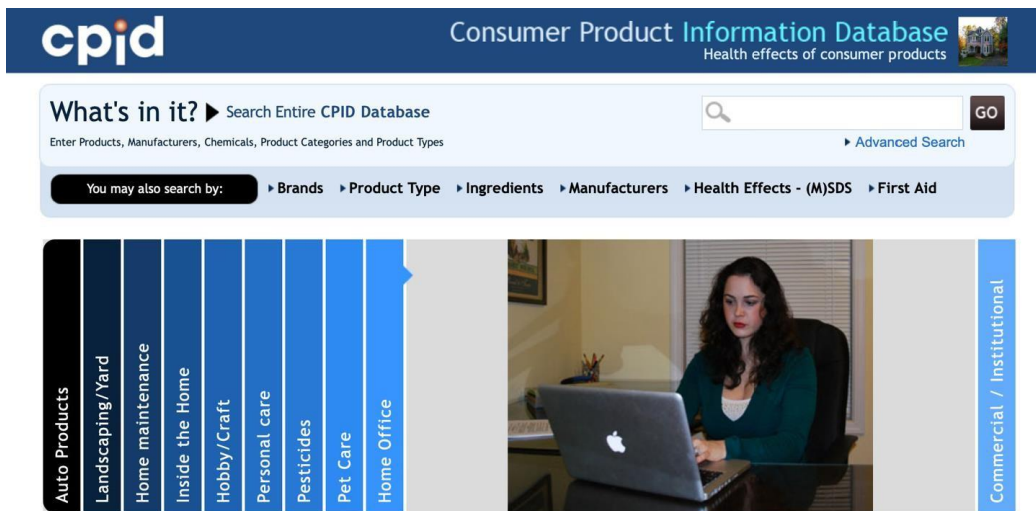 cpid
Consumer Product Information Database
Health effects of consumer products
What's in it? ▶ Search Entire CPID Database
Enter Products, Manufacturers, Chemicals, Product Categories and Product Types
GO
Advanced Search
You may also search by:
Brands
Product Type
Ingredients
Manufacturers
Health Effects - (M)SDS
First Aid
Auto Products
Landscaping/Yard
Home maintenance
Inside the Home
Hobby/Craft
Personal care
Pesticides
Pet Care
Home Office
Commercial / Institutional